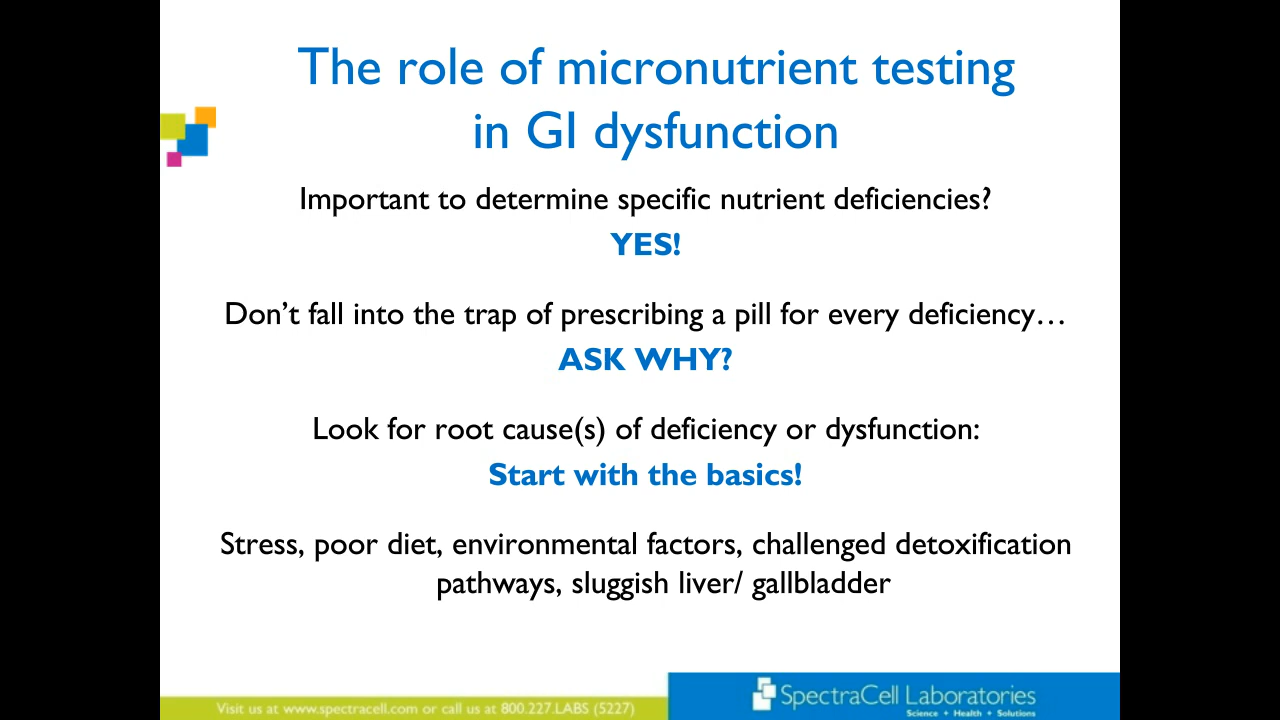 The role of micronutrient testing
in GI dysfunction
Important to determine specific nutrient deficiencies?
YES!
Don’t fall into the trap of prescribing a pill for every deficiency…
ASK WHY?
Look for root cause(s) of deficiency or dysfunction:
Start with the basics!
Stress, poor diet, environmental factors, challenged detoxification
pathways, sluggish liver/ gallbladder
Visit us at www.spectracell.com or call us at 800.227.LABS (5227)
SpectraCell Laboratories
Science + Health + Solutions